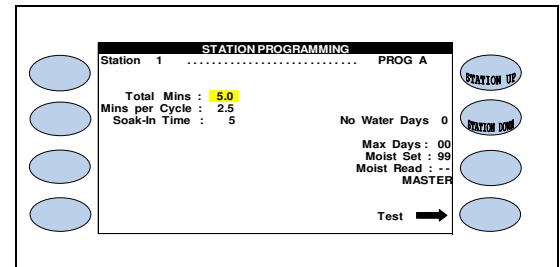 STATION PROGRAMMING
Station 1 ............................ PROG A
STATION UP
Total Mins : 5.0
Mins per Cycle : 2.5
Soak-In Time : 5 No Water Days 0
STATION DOWN
Max Days : 00
Moist Set : 99
Moist Read : --
MASTER
Test